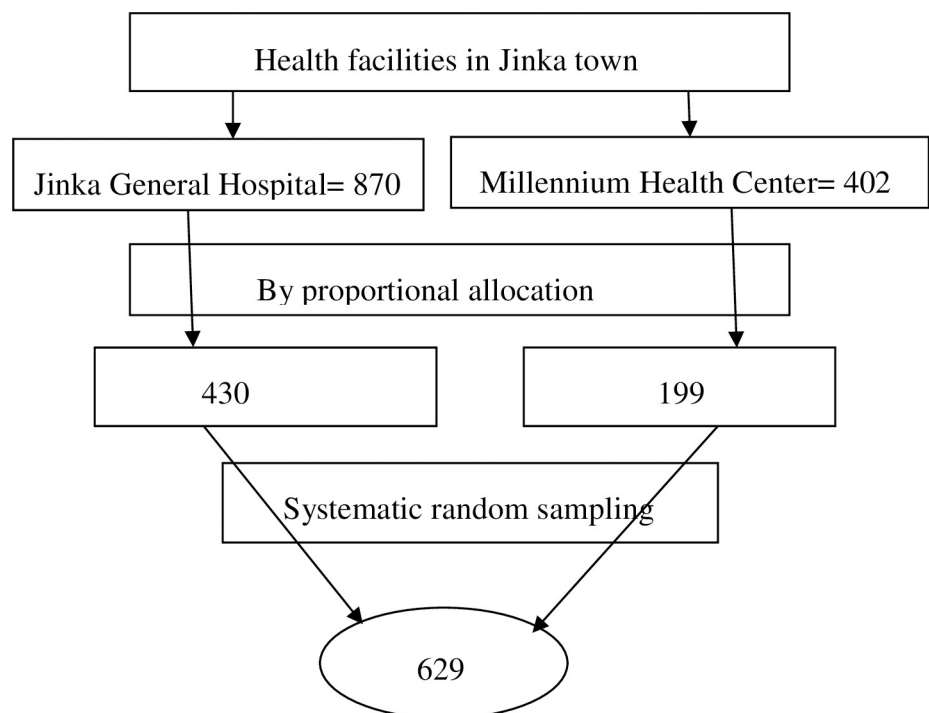 Health facilities in Jinka town
Jinka General Hospital= 870
Millennium Health Center= 402
By proportional allocation
430
199
Systematic random sampling
629